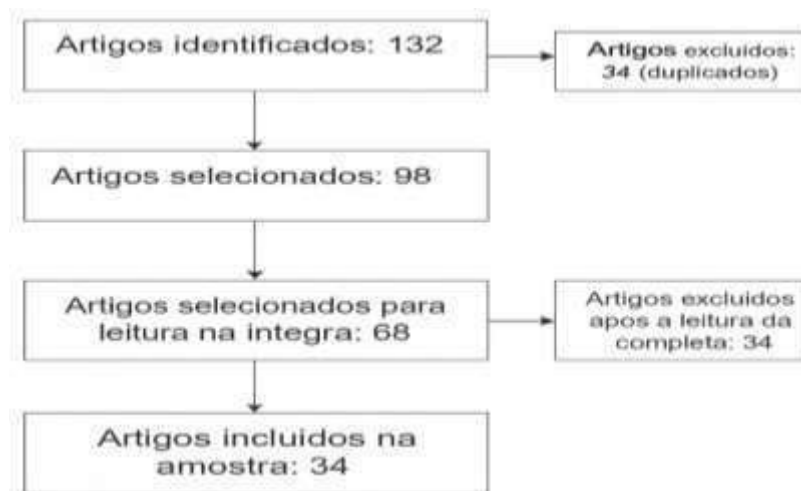 Artigos identificados: 132
Artigos excluidos:
34 (duplicados)
Artigos selecionados: 98
Artigos selecionados para
leitura na integra: 68
Artigos excluidos
apos a leitura da
completa: 34
Artigos incluidos na
amostra: 34